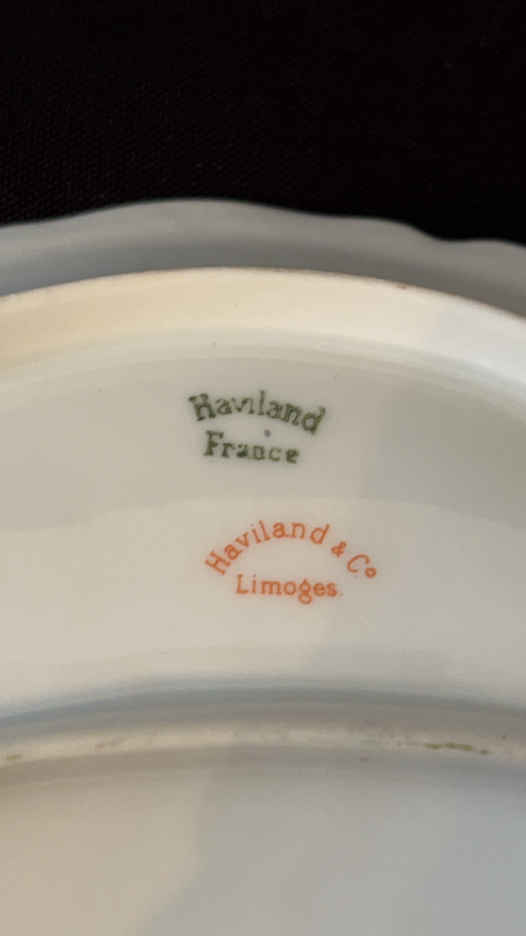 Haviland
France
Haviland & Co
Limoges.